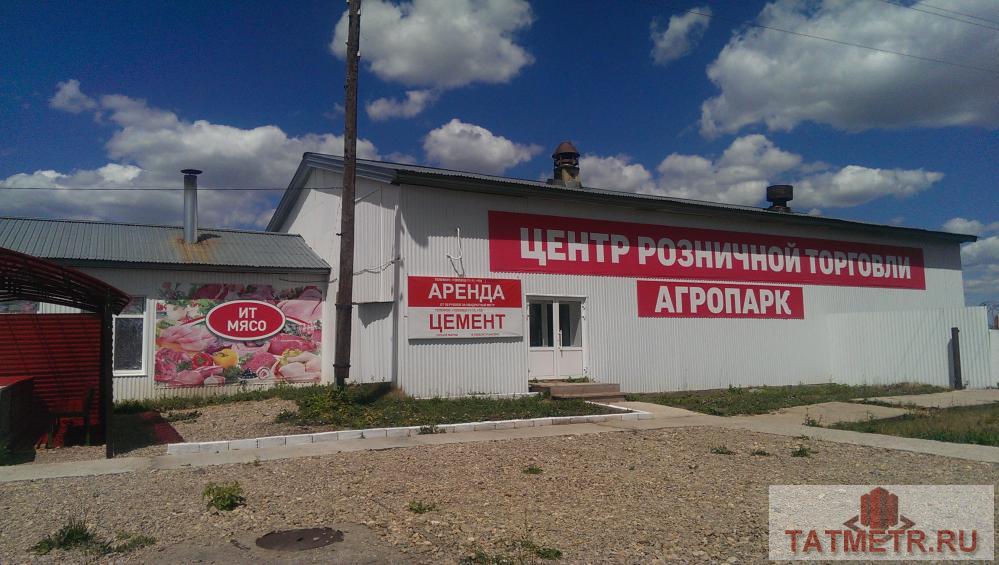 ЦЕНТР РОЗНИЧНОЙ ТОРГОВЛИ
АГРОПАРК
АРЕНДА
ЦЕМЕНТ
ИТ
МЯСО
TATMETR.RU